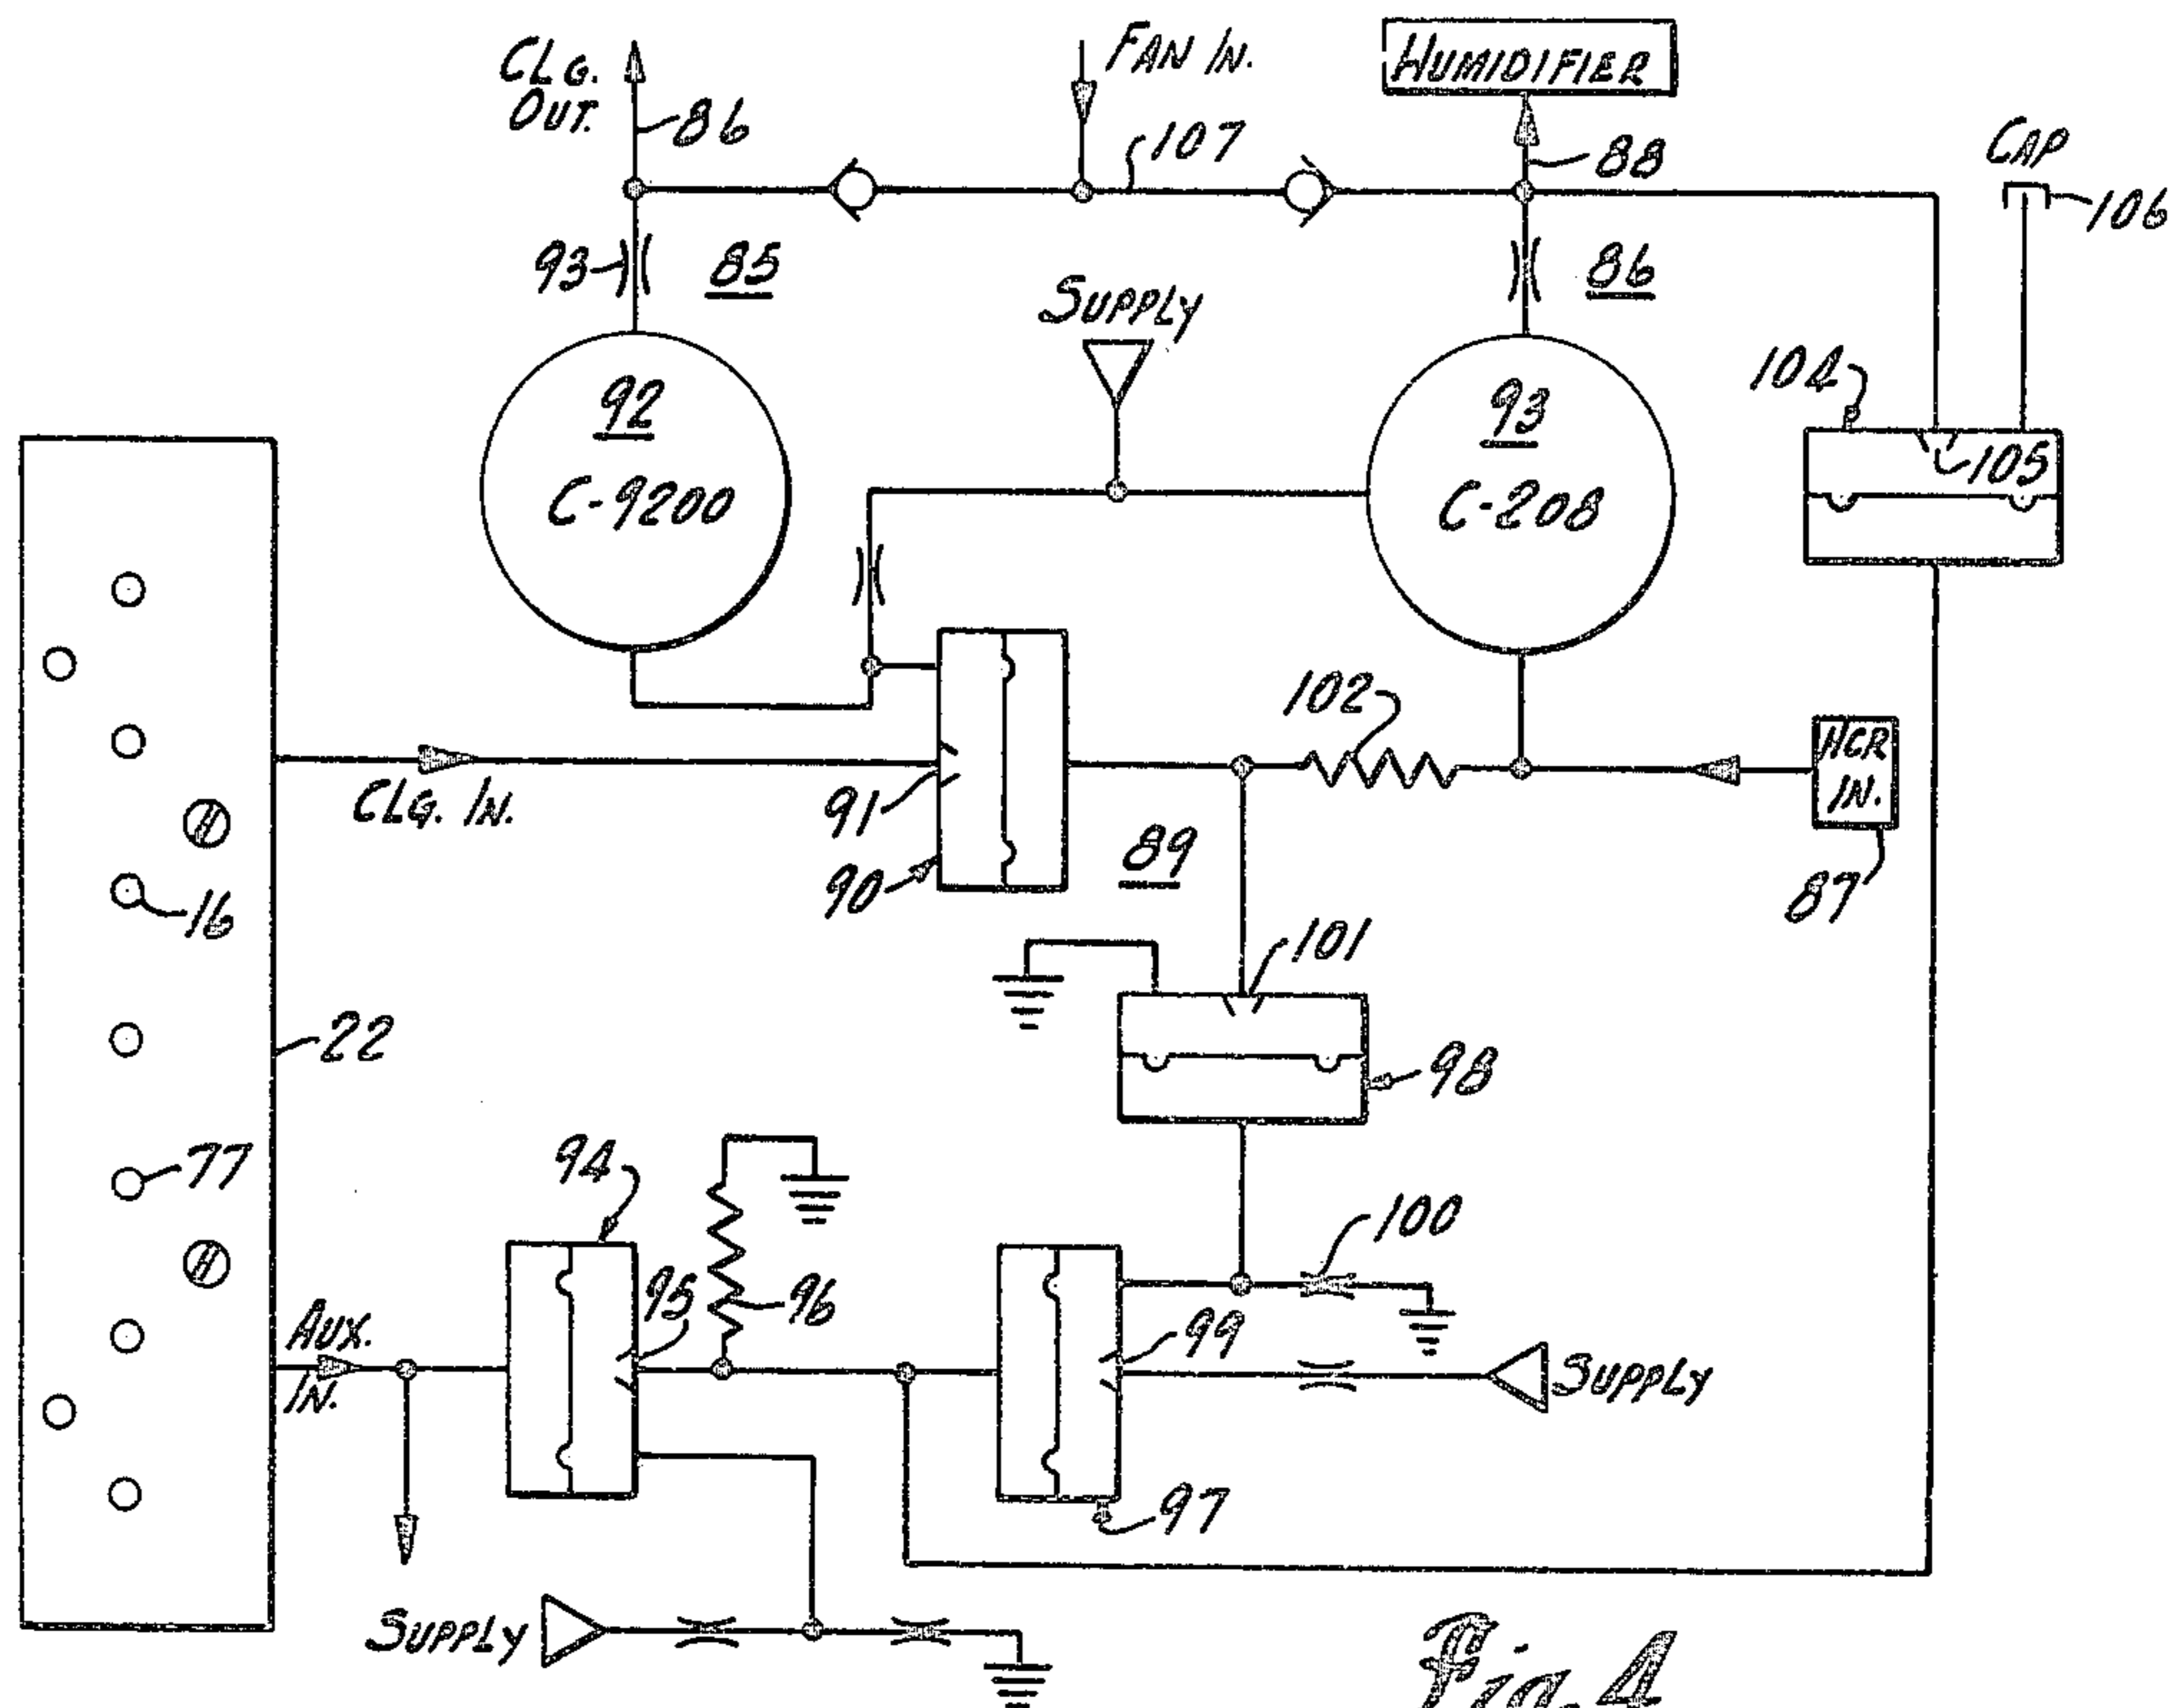 CLG. OUT.
86
FAN IN.
107
HUMIDIFIER
88
CAP
106
93
85
SUPPLY
86
104
105
92
C-9200
93
C-208
CLG. IN.
91
90
89
102
HCR IN.
87
16
22
101
98
77
94
95
96
100
99
AUX. IN.
SUPPLY
97
SUPPLY
Fig. 4